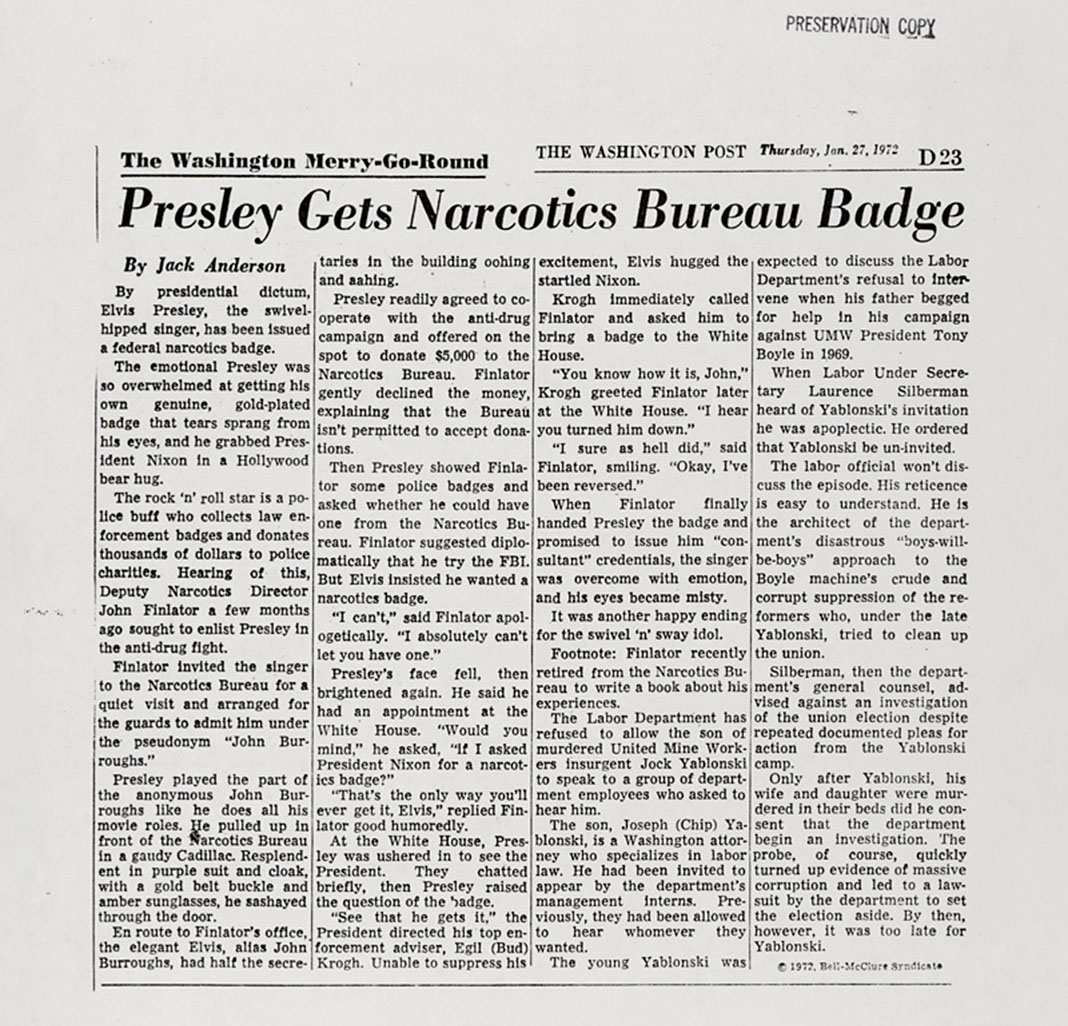 PRESERVATION COPY
The Washington Merry-Go-Round
THE WASHINGTON POST Thursday, Jan. 27, 1972 D 23
Presley Gets Narcotics Bureau Badge
By Jack Anderson
By presidential dictum,
Elvis Presley, the swivel-
hipped singer, has been issued
a federal narcotics badge.
The emotional Presley was
so overwhelmed at getting his
own genuine, gold-plated
badge that tears sprang from
his eyes, and he grabbed Pres-
ident Nixon in a Hollywood
bear hug.
The rock 'n' roll star is a po-
lice buff who collects law en-
forcement badges and donates
thousands of dollars to police
charities. Hearing of this,
Deputy Narcotics Director
John Finlator a few months
ago sought to enlist Presley in
the anti-drug fight.
Finlator invited the singer
to the Narcotics Bureau for a
quiet visit and arranged for
the guards to admit him under
the pseudonym "John Bur-
roughs."
Presley played the part of
the anonymous John Bur-
roughs like he does all his
movie roles. He pulled up in
front of the Narcotics Bureau
in a gaudy Cadillac. Resplend-
ent in purple suit and cloak,
with a gold belt buckle and
amber sunglasses, he sashayed
through the door.
En route to Finlator's office,
the elegant Elvis, alias John
Burroughs, had half the secre-
taries in the building oohing
and aahing.
Presley readily agreed to co-
operate with the anti-drug
campaign and offered on the
spot to donate $5,000 to the
Narcotics Bureau. Finlator
gently declined the money,
explaining that the Bureau
isn't permitted to accept dona-
tions.
Then Presley showed Finla-
tor some police badges and
asked whether he could have
one from the Narcotics Bu-
reau. Finlator suggested diplo-
matically that he try the FBI.
But Elvis insisted he wanted a
narcotics badge.
"I can't," said Finlator apol-
ogetically. "I absolutely can't
let you have one."
Presley's face fell, then
brightened again. He said he
had an appointment at the
White House. "Would you
mind," he asked, "if I asked
President Nixon for a narcot-
ics badge?"
"That's the only way you'll
ever get it, Elvis," replied Fin-
lator good humoredly.
At the White House, Pres-
ley was ushered in to see the
President. They chatted
briefly, then Presley raised
the question of the badge.
"See that he gets it," the
President directed his top en-
forcement adviser, Egil (Bud)
Krogh. Unable to suppress his
excitement, Elvis hugged the
startled Nixon.
Krogh immediately called
Finlator and asked him to
bring a badge to the White
House.
"You know how it is, John,"
Krogh greeted Finlator later
at the White House. "I hear
you turned him down."
"I sure as hell did," said
Finlator, smiling. "Okay, I've
been reversed."
When Finlator finally
handed Presley the badge and
promised to issue him "con-
sultant" credentials, the singer
was overcome with emotion,
and his eyes became misty.
It was another happy ending
for the swivel 'n' sway idol.
Footnote: Finlator recently
retired from the Narcotics Bu-
reau to write a book about his
experiences.
The Labor Department has
refused to allow the son of
murdered United Mine Work-
ers insurgent Jock Yablonski
to speak to a group of depart-
ment employees who asked to
hear him.
The son, Joseph (Chip) Ya-
blonski, is a Washington attor-
ney who specializes in labor
law. He had been invited to
appear by the department's
management interns. Pre-
viously, they had been allowed
to hear whomever they
wanted.
The young Yablonski was
expected to discuss the Labor
Department's refusal to inter-
vene when his father begged
for help in his campaign
against UMW President Tony
Boyle in 1969.
When Labor Under Secre-
tary Laurence Silberman
heard of Yablonski's invitation
he was apoplectic. He ordered
that Yablonski be un-invited.
The labor official won't dis-
cuss the episode. His reticence
is easy to understand. He is
the architect of the depart-
ment's disastrous "boys-will-
be-boys" approach to the
Boyle machine's crude and
corrupt suppression of the re-
formers who, under the late
Yablonski, tried to clean up
the union.
Silberman, then the depart-
ment's general counsel, ad-
vised against an investigation
of the union election despite
repeated documented pleas for
action from the Yablonski
camp.
Only after Yablonski, his
wife and daughter were mur-
dered in their beds did he con-
sent that the department
begin an investigation. The
probe, of course, quickly
turned up evidence of massive
corruption and led to a law-
suit by the department to set
the election aside. By then,
however, it was too late for
Yablonski.
© 1972, Bell-McClure Syndicate